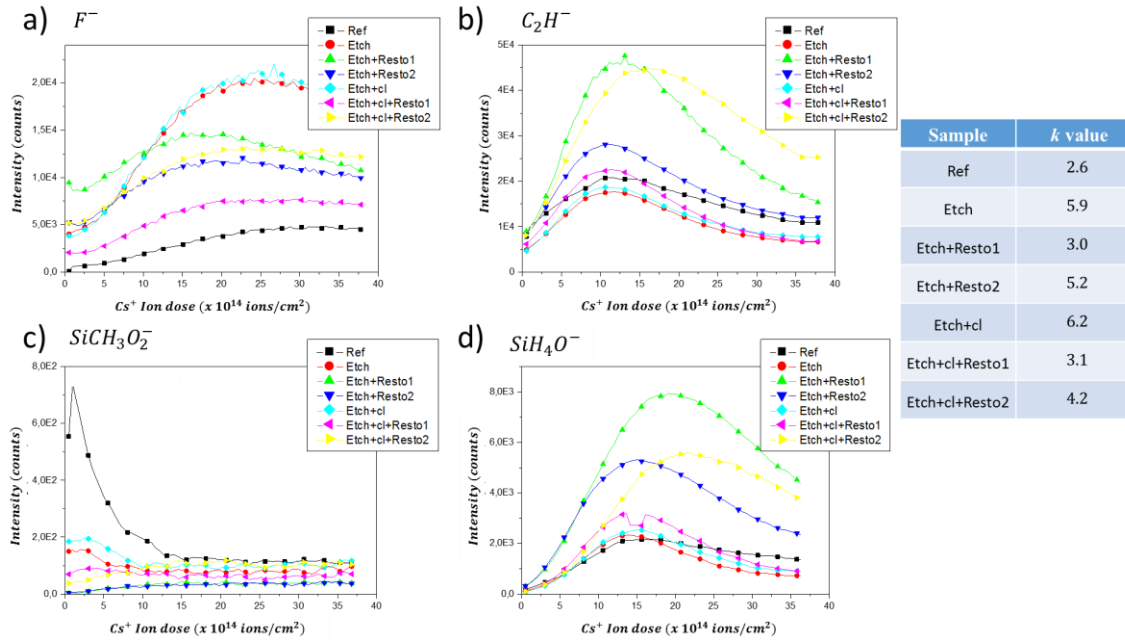 a) F⁻
Intensity (counts)
2,0E4
1,5E4
1,0E4
5,0E3
0,0
0 5 10 15 20 25 30 35 40
Cs⁺ Ion dose (x 10¹⁴ ions/cm²)
Ref
Etch
Etch+Resto1
Etch+Resto2
Etch+cl
Etch+cl+Resto1
Etch+cl+Resto2
b) C₂H⁻
Intensity (counts)
5E4
4E4
3E4
2E4
1E4
0
0 5 10 15 20 25 30 35 40
Cs⁺ Ion dose (x 10¹⁴ ions/cm²)
Ref
Etch
Etch+Resto1
Etch+Resto2
Etch+cl
Etch+cl+Resto1
Etch+cl+Resto2
c) SiCH₃O₂⁻
Intensity (counts)
8,0E2
6,0E2
4,0E2
2,0E2
0,0
0 5 10 15 20 25 30 35 40
Cs⁺ Ion dose (x 10¹⁴ ions/cm²)
Ref
Etch
Etch+Resto1
Etch+Resto2
Etch+cl
Etch+cl+Resto1
Etch+cl+Resto2
d) SiH₄O⁻
Intensity (counts)
8,0E3
6,0E3
4,0E3
2,0E3
0,0
0 5 10 15 20 25 30 35 40
Cs⁺ Ion dose (x 10¹⁴ ions/cm²)
Ref
Etch
Etch+Resto1
Etch+Resto2
Etch+cl
Etch+cl+Resto1
Etch+cl+Resto2
Sample k value
Ref 2.6
Etch 5.9
Etch+Resto1 3.0
Etch+Resto2 5.2
Etch+cl 6.2
Etch+cl+Resto1 3.1
Etch+cl+Resto2 4.2